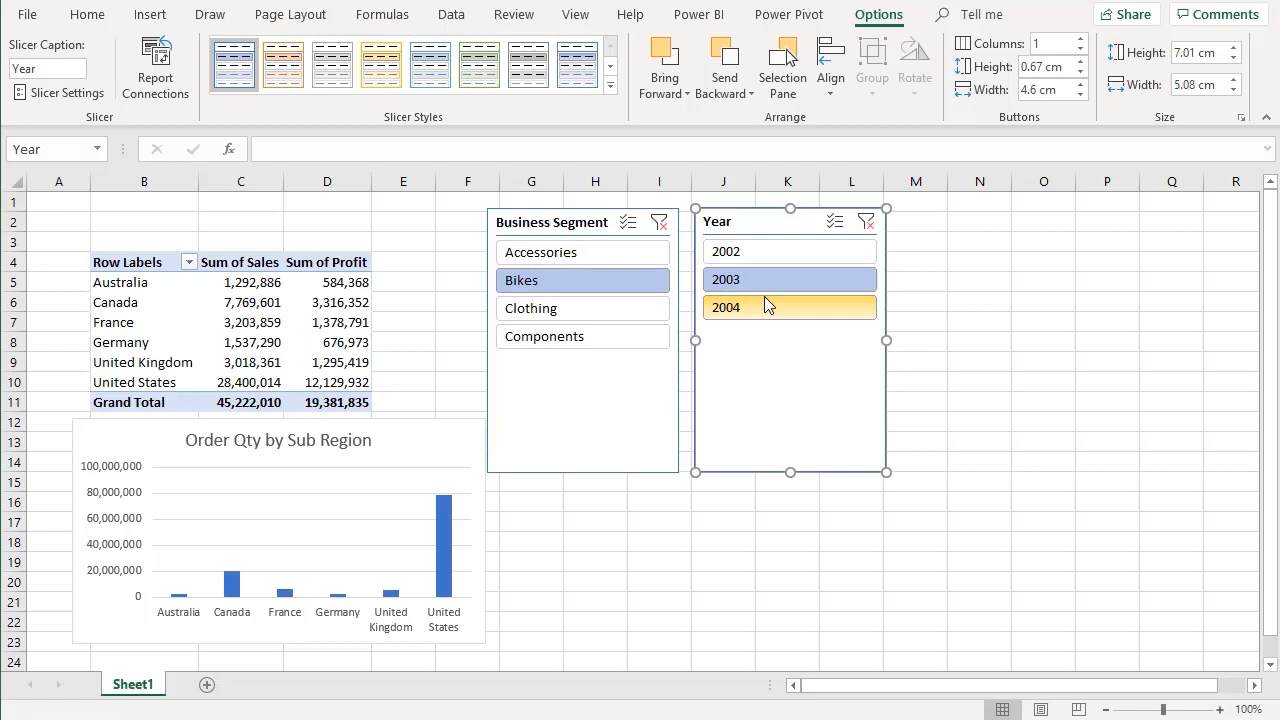 File Home Insert Draw Page Layout Formulas Data Review View Help Power BI Power Pivot Options Tell me Share Comments
Slicer Caption:
Year
Slicer Settings
Report
Connections
Slicer
Slicer Styles
Bring
Forward
Send
Backward
Selection
Pane
Align
Group
Rotate
Arrange
Columns: 1
Height: 0.67 cm
Width: 4.6 cm
Buttons
Height: 7.01 cm
Width: 5.08 cm
Size
Year fx
A B C D E F G H I J K L M N O P Q R
1
2
3
4 Row Labels Sum of Sales Sum of Profit
5 Australia 1,292,886 584,368
6 Canada 7,769,601 3,316,352
7 France 3,203,859 1,378,791
8 Germany 1,537,290 676,973
9 United Kingdom 3,018,361 1,295,419
10 United States 28,400,014 12,129,932
11 Grand Total 45,222,010 19,381,835
12
13
14
15
16
17
18
19
20
21
22
23
24
Business Segment
Accessories
Bikes
Clothing
Components
Year
2002
2003
2004
Order Qty by Sub Region
100,000,000
80,000,000
60,000,000
40,000,000
20,000,000
0
Australia Canada France Germany United Kingdom United States
Sheet1
100%